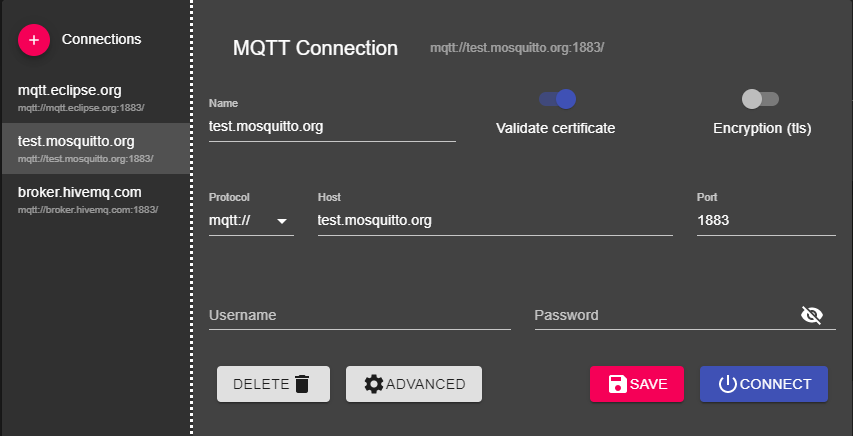 Connections
mqtt.eclipse.org
mqtt://mqtt.eclipse.org:1883/
test.mosquitto.org
mqtt://test.mosquitto.org:1883/
broker.hivemq.com
mqtt://broker.hivemq.com:1883/
MQTT Connection mqtt://test.mosquitto.org:1883/
Name
test.mosquitto.org
Validate certificate
Encryption (tls)
Protocol Host Port
mqtt:// test.mosquitto.org 1883
Username Password
DELETE ADVANCED SAVE CONNECT